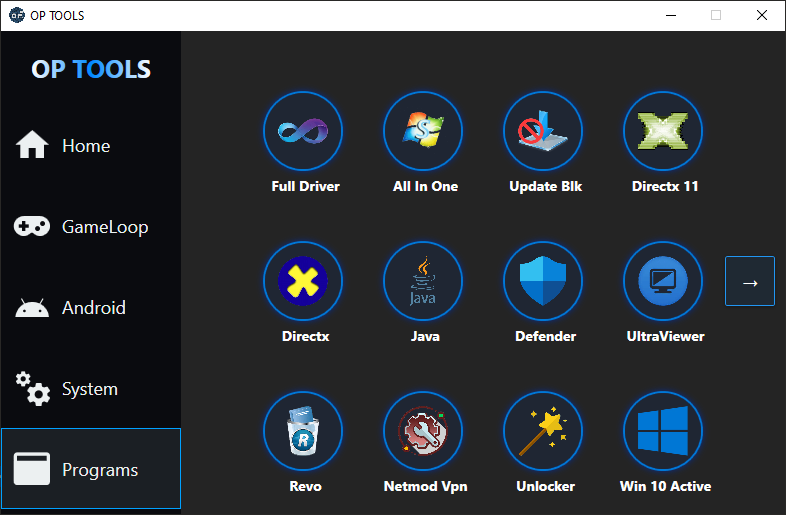 OP TOOLS
OP TOOLS
Home
GameLoop
Android
System
Programs
Full Driver
All In One
Update Blk
Directx 11
Directx
Java
Java
Defender
UltraViewer
→
Revo
Netmod Vpn
Unlocker
Win 10 Active